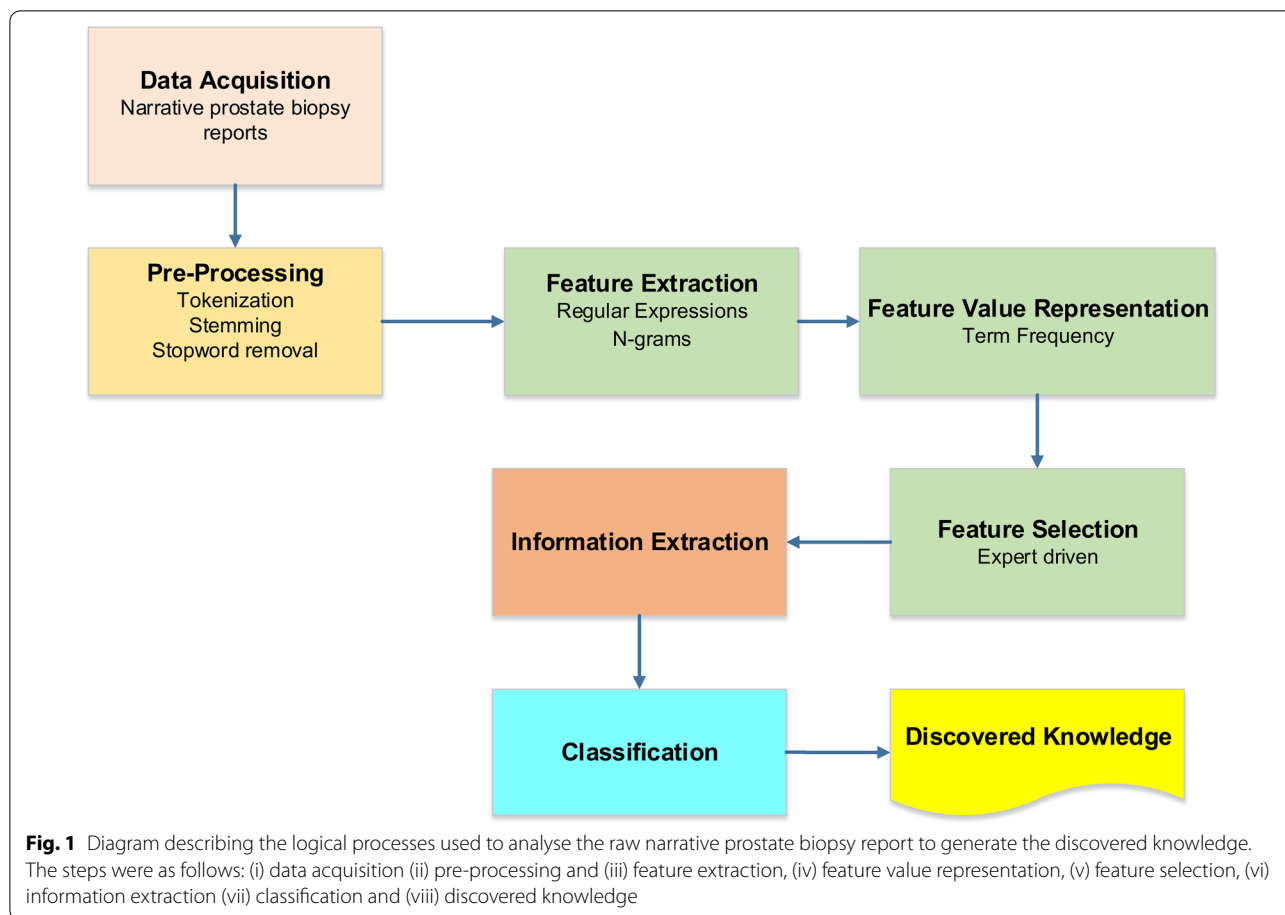 Data Acquisition
Narrative prostate biopsy
reports
Pre-Processing
Tokenization
Stemming
Stopword removal
Feature Extraction
Regular Expressions
N-grams
Feature Value Representation
Term Frequency
Feature Selection
Expert driven
Information Extraction
Classification
Discovered Knowledge
Fig. 1 Diagram describing the logical processes used to analyse the raw narrative prostate biopsy report to generate the discovered knowledge.
The steps were as follows: (i) data acquisition (ii) pre-processing and (iii) feature extraction, (iv) feature value representation, (v) feature selection, (vi)
information extraction (vii) classification and (viii) discovered knowledge